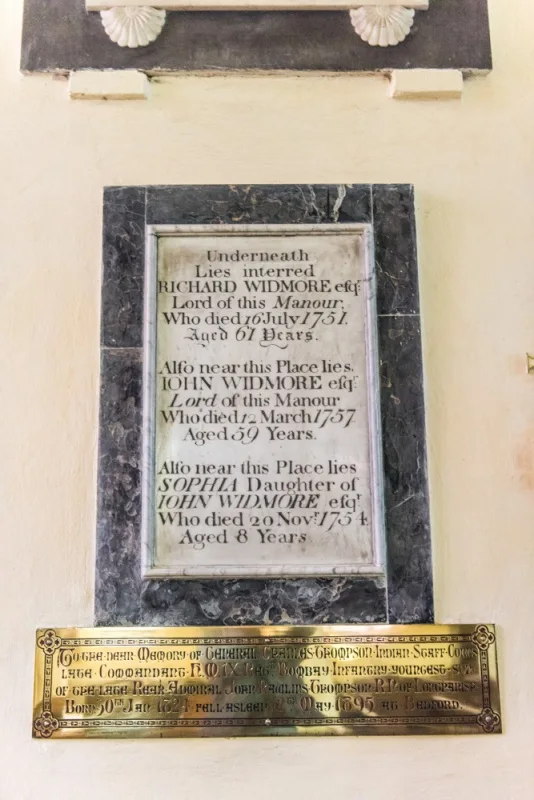 Underneath
Lies interred
RICHARD WIDMORE eſqr.
Lord of this Manour,
Who died 16 July 1751.
Aged 61 Years.
Alſo near this Place lies,
IOHN WIDMORE eſqr.
Lord of this Manour
Who died 12 March 1757.
Aged 59 Years.
Alſo near this Place lies
SOPHIA Daughter of
IOHN WIDMORE eſqr
Who died 20 Novr. 1754.
Aged 8 Years
To the dear Memory of General Charles Thompson Indian Staff Corps
late Commandant Regt Bombay Infantry youngest son
of the late Rear Admiral John Thompson R.N. of Longparish
Born 30th Jan 1824 fell asleep May 1895 at Bedford.